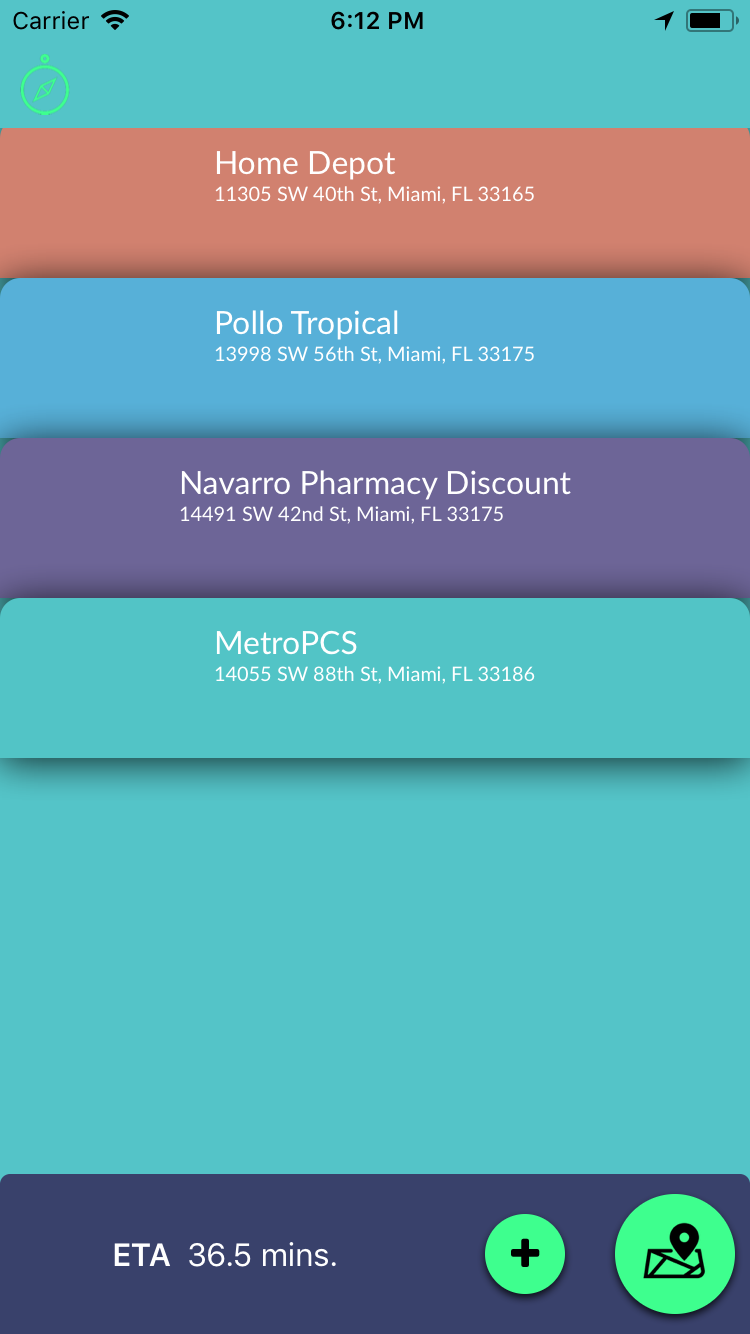 Carrier 6:12 PM
Home Depot
11305 SW 40th St, Miami, FL 33165
Pollo Tropical
13998 SW 56th St, Miami, FL 33175
Navarro Pharmacy Discount
14491 SW 42nd St, Miami, FL 33175
MetroPCS
14055 SW 88th St, Miami, FL 33186
ETA 36.5 mins.